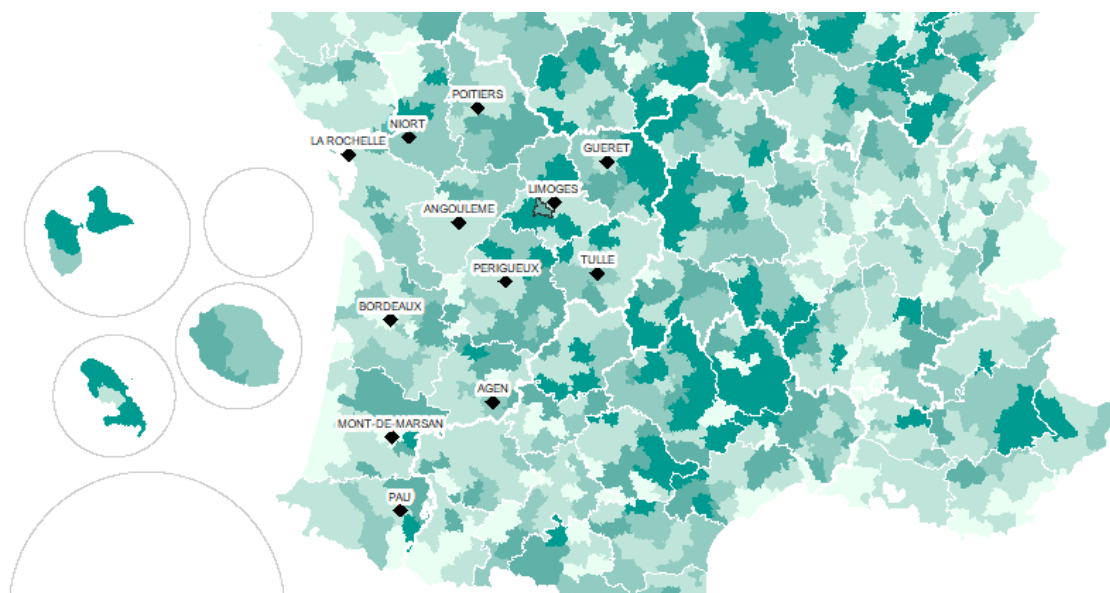 POITIERS
NIORT
LA ROCHELLE
GUERET
LIMOGES
ANGOULEME
TULLE
PERIGUEUX
BORDEAUX
AGEN
MONT-DE-MARSAN
PAU